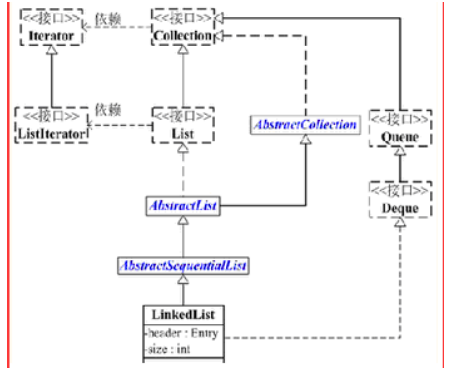 <<接口>>
Iterator
依赖
<<接口>>
Collection
<<接口>>
ListIterator
依赖
<<接口>>
List
AbstractCollection
<<接口>>
Queue
<<接口>>
Deque
AbstractList
AbstractSequentialList
LinkedList
-header : Entry
-size : int